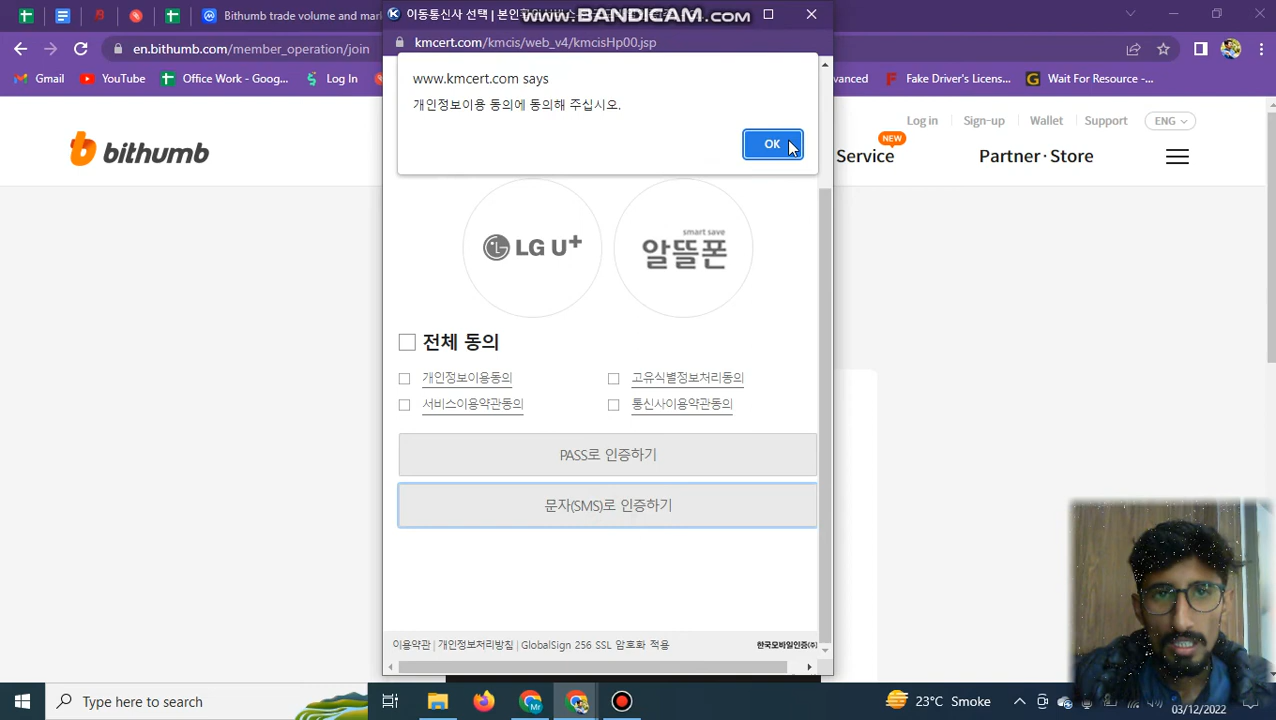 Bithumb trade volume and mar
이동통신사 선택 | 본인
www.BANDICAM.com
en.bithumb.com/member_operation/join
kmcert.com/kmcis/web_v4/kmcisHp00.jsp
Gmail
YouTube
Office Work - Goog...
Log In
www.kmcert.com says
개인정보이용 동의에 동의해 주십시오.
OK
dvanced
Fake Driver's Licens...
Wait For Resource -...
bithumb
Log in
Sign-up
Wallet
Support
ENG
NEW
Service
Partner·Store
LG U+
smart save
알뜰폰
전체 동의
개인정보이용동의
고유식별정보처리동의
서비스이용약관동의
통신사이용약관동의
PASS로 인증하기
문자(SMS)로 인증하기
이용약관 | 개인정보처리방침 | GlobalSign 256 SSL 암호화 적용
한국모바일인증(주)
Type here to search
23°C Smoke
03/12/2022